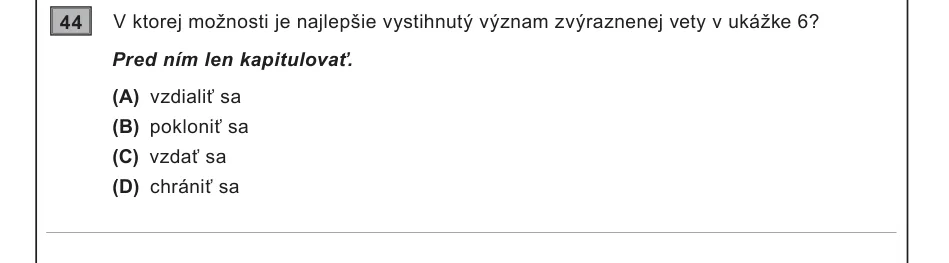 44 V ktorej možnosti je najlepšie vystihnutý význam zvýraznenej vety v ukážke 6?
Pred ním len kapitulovať.
(A) vzdialiť sa
(B) pokloniť sa
(C) vzdať sa
(D) chrániť sa